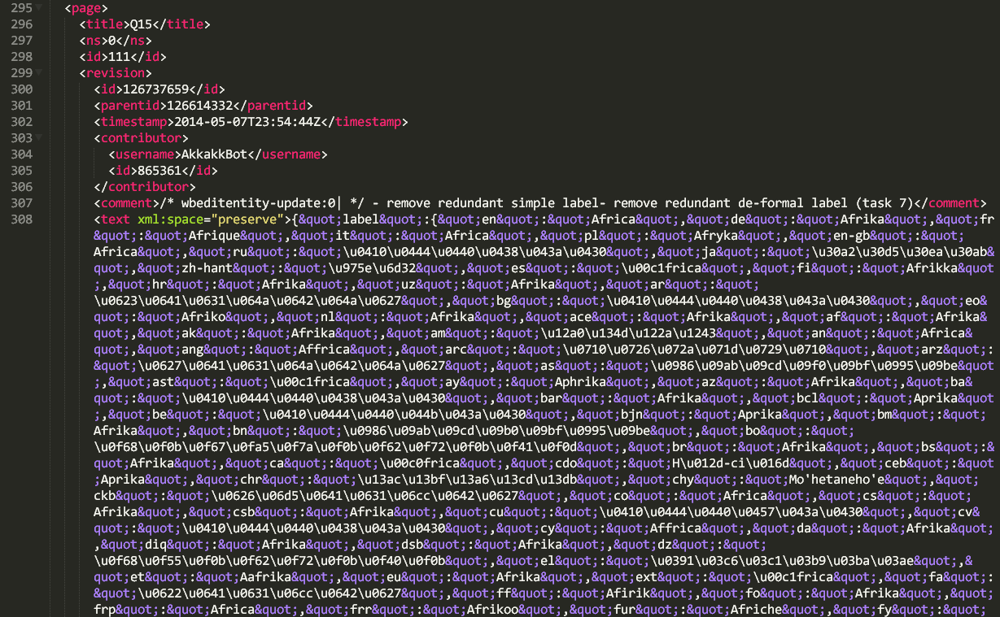 295 <page>
296 <title>Q15</title>
297 <ns>0</ns>
298 <id>111</id>
299 <revision>
300 <id>126737659</id>
301 <parentid>126614332</parentid>
302 <timestamp>2014-05-07T23:54:44Z</timestamp>
303 <contributor>
304 <username>AkkakkBot</username>
305 <id>865361</id>
306 </contributor>
307 <comment>/* wbeditentity-update:0| */ - remove redundant simple label- remove redundant de-formal label (task 7)</comment>
308 <text xml:space="preserve">{&quot;label&quot;:{&quot;en&quot;:&quot;Africa&quot;,&quot;de&quot;:&quot;Afrika&quot;,&quot;fr
&quot;:&quot;Afrique&quot;,&quot;it&quot;:&quot;Africa&quot;,&quot;pl&quot;:&quot;Afryka&quot;,&quot;en-gb&quot;:&quot;
Africa&quot;,&quot;ru&quot;:&quot;\u0410\u0444\u0440\u0438\u043a\u0430&quot;,&quot;ja&quot;:&quot;\u30a2\u30d5\u30ea\u30ab&
quot;,&quot;zh-hant&quot;:&quot;\u975e\u6d32&quot;,&quot;es&quot;:&quot;\u00c1frica&quot;,&quot;fi&quot;:&quot;Afrikka&quot
;,&quot;hr&quot;:&quot;Afrika&quot;,&quot;uz&quot;:&quot;Afrika&quot;,&quot;ar&quot;:&quot;
\u0623\u0641\u0631\u064a\u0642\u064a\u0627&quot;,&quot;bg&quot;:&quot;\u0410\u0444\u0440\u0438\u043a\u0430&quot;,&quot;eo&
quot;:&quot;Afriko&quot;,&quot;nl&quot;:&quot;Afrika&quot;,&quot;ace&quot;:&quot;Afrika&quot;,&quot;af&quot;:&quot;Afrika&
quot;,&quot;ak&quot;:&quot;Afrika&quot;,&quot;am&quot;:&quot;\u12a0\u134d\u122a\u1243&quot;,&quot;an&quot;:&quot;Africa&
quot;,&quot;ang&quot;:&quot;Affrica&quot;,&quot;arc&quot;:&quot;\u0710\u0726\u072a\u071d\u0729\u0710&quot;,&quot;arz&quot;:
&quot;\u0627\u0641\u0631\u064a\u0642\u064a\u0627&quot;,&quot;as&quot;:&quot;\u0986\u09ab\u09cd\u09f0\u09bf\u0995\u09be&quot
;,&quot;ast&quot;:&quot;\u00c1frica&quot;,&quot;ay&quot;:&quot;Aphrika&quot;,&quot;az&quot;:&quot;Afrika&quot;,&quot;ba&
quot;:&quot;\u0410\u0444\u0440\u0438\u043a\u0430&quot;,&quot;bar&quot;:&quot;Afrika&quot;,&quot;bcl&quot;:&quot;Aprika&quot
;,&quot;be&quot;:&quot;\u0410\u0444\u0440\u044b\u043a\u0430&quot;,&quot;bjn&quot;:&quot;Aprika&quot;,&quot;bm&quot;:&quot;
Afrika&quot;,&quot;bn&quot;:&quot;\u0986\u09ab\u09cd\u09b0\u09bf\u0995\u09be&quot;,&quot;bo&quot;:&quot;
\u0f68\u0f0b\u0f67\u0fa5\u0f7a\u0f0b\u0f62\u0f72\u0f0b\u0f41\u0f0d&quot;,&quot;br&quot;:&quot;Afrika&quot;,&quot;bs&quot;:&
quot;Afrika&quot;,&quot;ca&quot;:&quot;\u00c0frica&quot;,&quot;cdo&quot;:&quot;H\u012d-ci\u016d&quot;,&quot;ceb&quot;:&quot
;Aprika&quot;,&quot;chr&quot;:&quot;\u13ac\u13bf\u13a6\u13cd\u13db&quot;,&quot;chy&quot;:&quot;Mo'hetaneho'e&quot;,&quot;
ckb&quot;:&quot;\u0626\u06d5\u0641\u0631\u06cc\u0642\u0627&quot;,&quot;co&quot;:&quot;Africa&quot;,&quot;cs&quot;:&quot;
Afrika&quot;,&quot;csb&quot;:&quot;Afrika&quot;,&quot;cu&quot;:&quot;\u0410\u0444\u0440\u0457\u043a\u0430&quot;,&quot;cv&
quot;:&quot;\u0410\u0444\u0440\u0438\u043a\u0430&quot;,&quot;cy&quot;:&quot;Affrica&quot;,&quot;da&quot;:&quot;Afrika&quot;
,&quot;diq&quot;:&quot;Afrika&quot;,&quot;dsb&quot;:&quot;Afrika&quot;,&quot;dz&quot;:&quot;
\u0f68\u0f55\u0f0b\u0f62\u0f72\u0f0b\u0f40\u0f0b&quot;,&quot;el&quot;:&quot;\u0391\u03c6\u03c1\u03b9\u03ba\u03ae&quot;,&
quot;et&quot;:&quot;Aafrika&quot;,&quot;eu&quot;:&quot;Afrika&quot;,&quot;ext&quot;:&quot;\u00c1frica&quot;,&quot;fa&quot;:
&quot;\u0622\u0641\u0631\u06cc\u0642\u0627&quot;,&quot;ff&quot;:&quot;Afirik&quot;,&quot;fo&quot;:&quot;Afrika&quot;,&quot;
frp&quot;:&quot;Africa&quot;,&quot;frr&quot;:&quot;Afrikoo&quot;,&quot;fur&quot;:&quot;Afriche&quot;,&quot;fy&quot;:&quot;